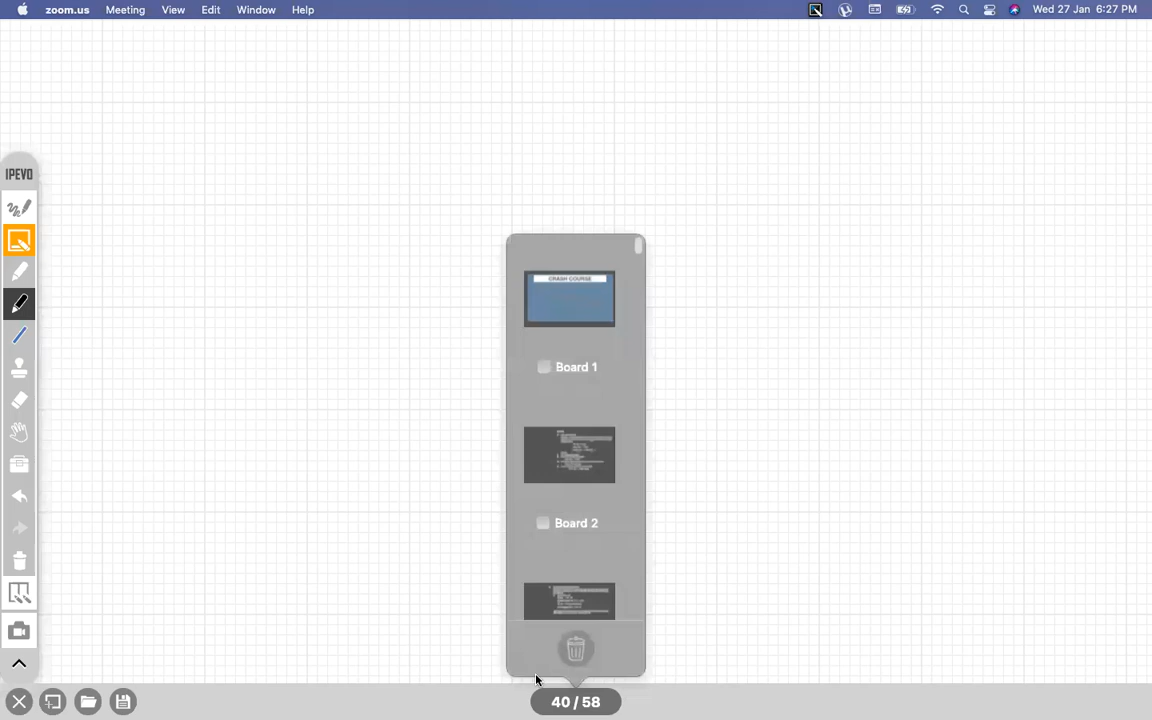 zoom.us Meeting View Edit Window Help Wed 27 Jan 6:27 PM
IPEVO
CRASH COURSE
Board 1
Board 2
40 / 58